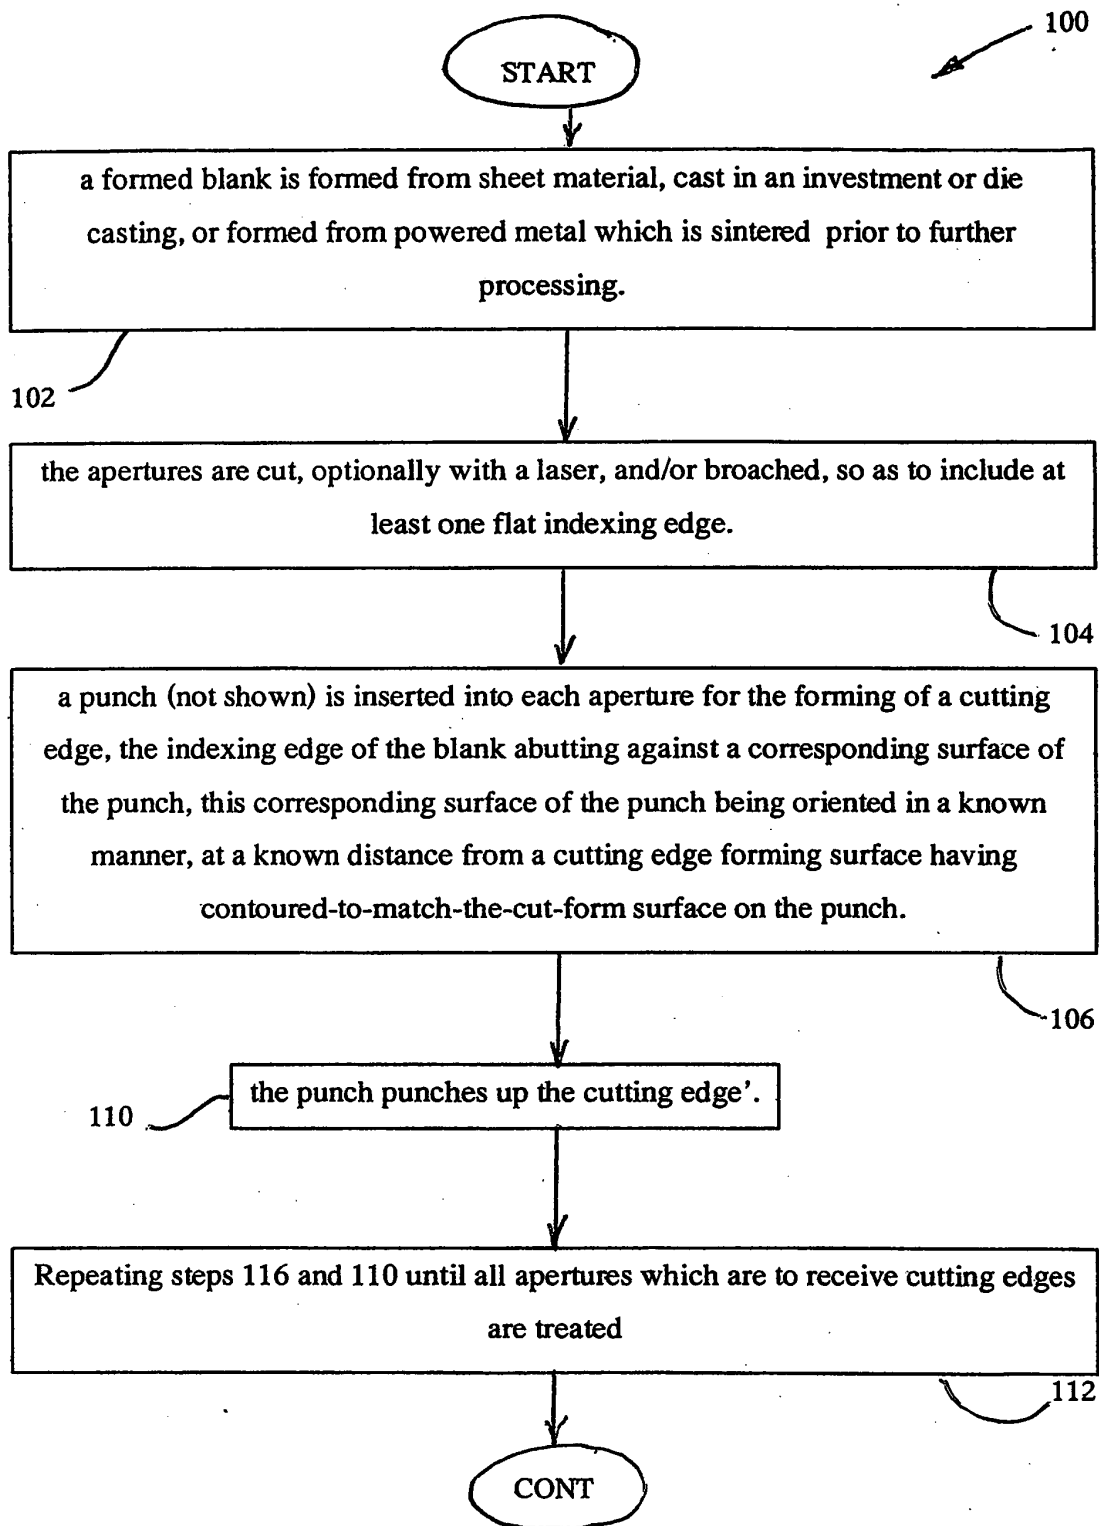 100
START
a formed blank is formed from sheet material, cast in an investment or die
casting, or formed from powered metal which is sintered prior to further
processing.
102
the apertures are cut, optionally with a laser, and/or broached, so as to include at
least one flat indexing edge.
104
a punch (not shown) is inserted into each aperture for the forming of a cutting
edge, the indexing edge of the blank abutting against a corresponding surface of
the punch, this corresponding surface of the punch being oriented in a known
manner, at a known distance from a cutting edge forming surface having
contoured-to-match-the-cut-form surface on the punch.
106
the punch punches up the cutting edge'.
110
Repeating steps 116 and 110 until all apertures which are to receive cutting edges
are treated
112
CONT